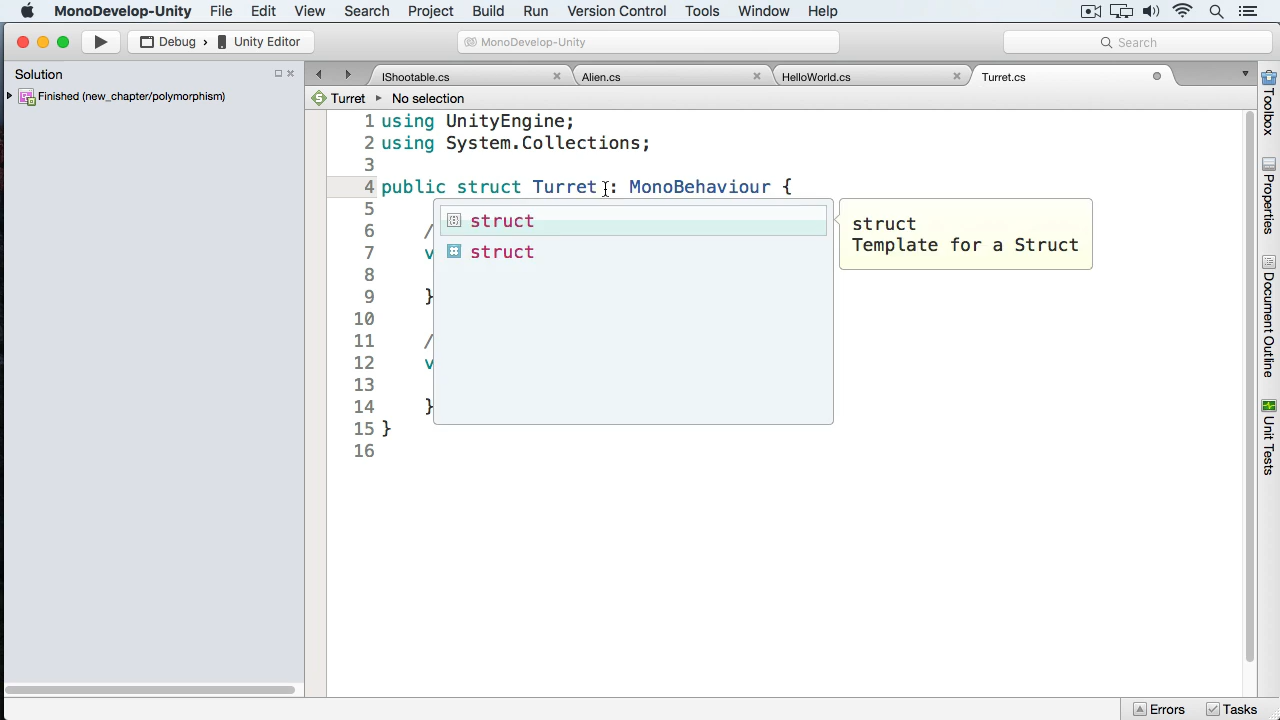 MonoDevelop-Unity File Edit View Search Project Build Run Version Control Tools Window Help
Debug › Unity Editor MonoDevelop-Unity Search
Solution
Finished (new_chapter/polymorphism)
IShootable.cs Alien.cs HelloWorld.cs Turret.cs
Turret No selection
1 using UnityEngine;
2 using System.Collections;
3
4 public struct Turret : MonoBehaviour {
5
6 /
7 v
8
9 }
10
11 /
12 v
13
14 }
15 }
16
struct
struct
struct
Template for a Struct
Toolbox
Properties
Document Outline
Unit Tests
Errors Tasks